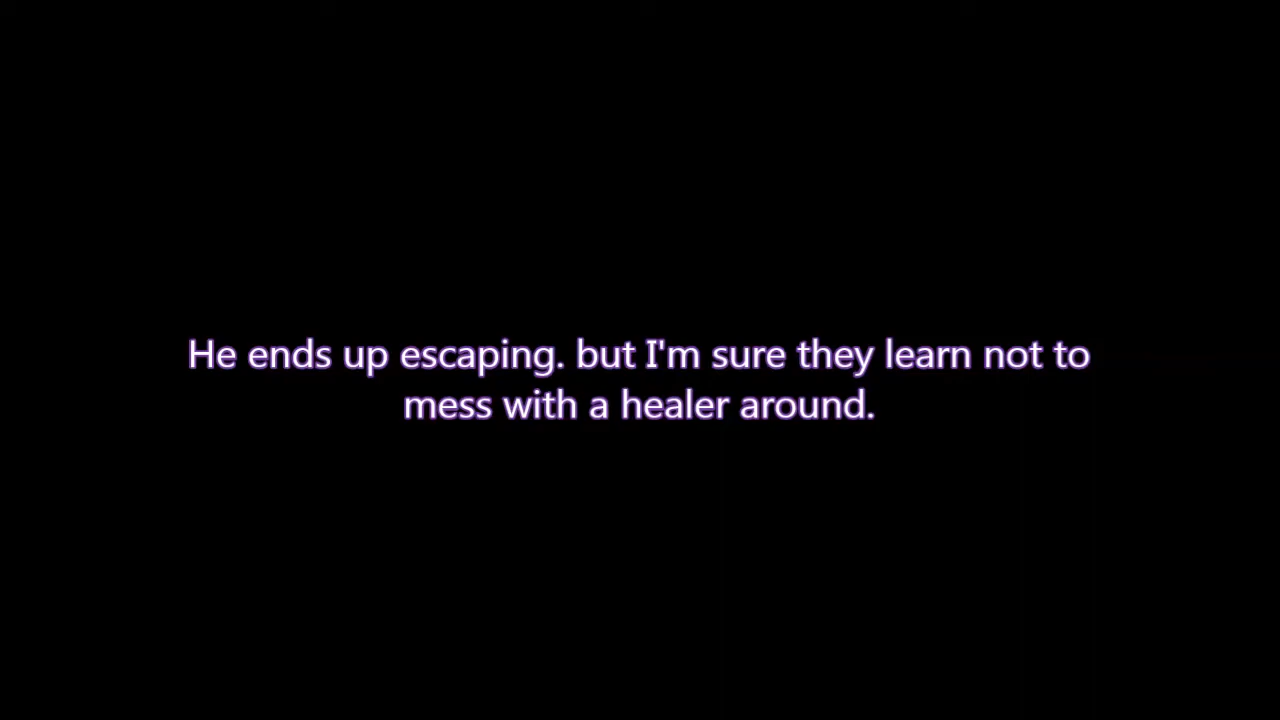 He ends up escaping. but I'm sure they learn not to
mess with a healer around.